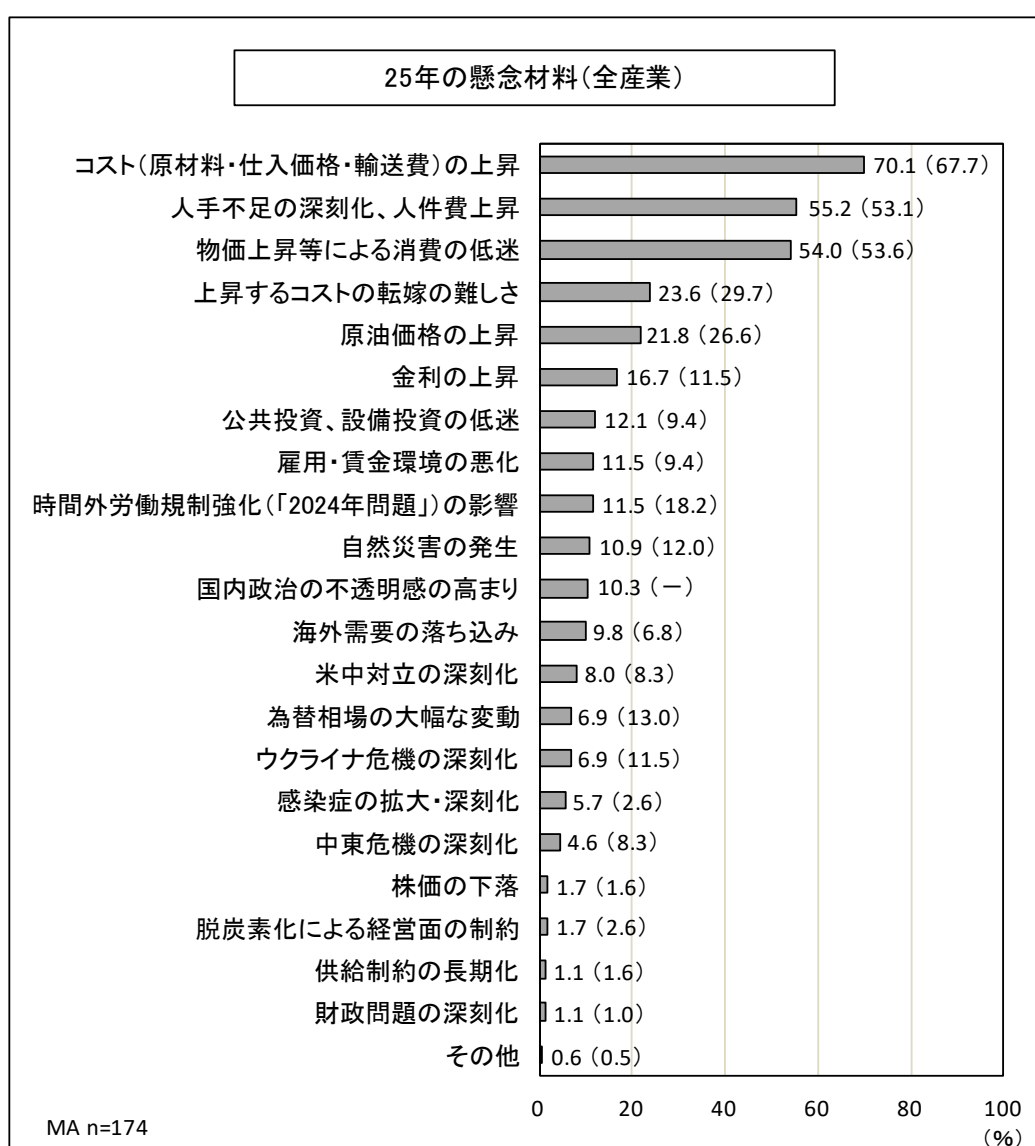 25年の懸念材料(全産業)
コスト(原材料・仕入価格・輸送費)の上昇 70.1 (67.7)
人手不足の深刻化、人件費上昇 55.2 (53.1)
物価上昇等による消費の低迷 54.0 (53.6)
上昇するコストの転嫁の難しさ 23.6 (29.7)
原油価格の上昇 21.8 (26.6)
金利の上昇 16.7 (11.5)
公共投資、設備投資の低迷 12.1 (9.4)
雇用・賃金環境の悪化 11.5 (9.4)
時間外労働規制強化(「2024年問題」)の影響 11.5 (18.2)
自然災害の発生 10.9 (12.0)
国内政治の不透明感の高まり 10.3 (－)
海外需要の落ち込み 9.8 (6.8)
米中対立の深刻化 8.0 (8.3)
為替相場の大幅な変動 6.9 (13.0)
ウクライナ危機の深刻化 6.9 (11.5)
感染症の拡大・深刻化 5.7 (2.6)
中東危機の深刻化 4.6 (8.3)
株価の下落 1.7 (1.6)
脱炭素化による経営面の制約 1.7 (2.6)
供給制約の長期化 1.1 (1.6)
財政問題の深刻化 1.1 (1.0)
その他 0.6 (0.5)
0 20 40 60 80 100
(%)
MA n=174